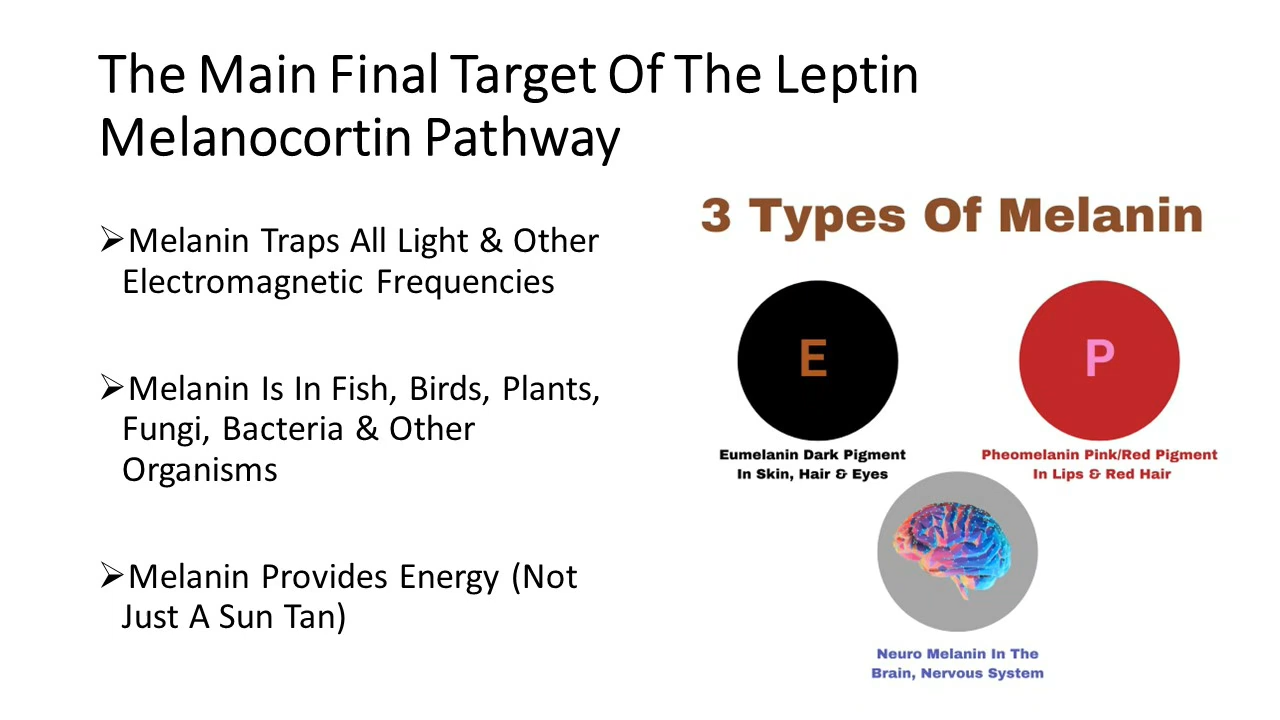 The Main Final Target Of The Leptin
Melanocortin Pathway
➢Melanin Traps All Light & Other
Electromagnetic Frequencies
➢Melanin Is In Fish, Birds, Plants,
Fungi, Bacteria & Other
Organisms
➢Melanin Provides Energy (Not
Just A Sun Tan)
3 Types Of Melanin
E
Eumelanin Dark Pigment
In Skin, Hair & Eyes
P
Pheomelanin Pink/Red Pigment
In Lips & Red Hair
Neuro Melanin In The
Brain, Nervous System